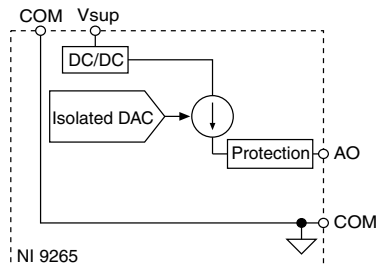 COM Vsup
DC/DC
Isolated DAC
Protection AO
COM
NI 9265